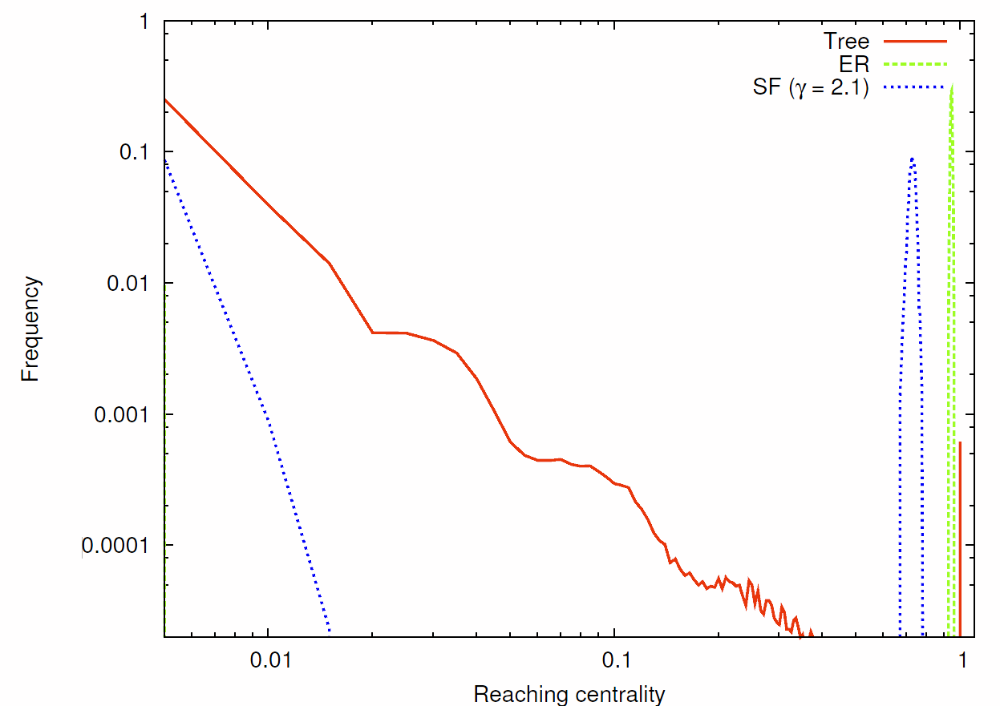 1
Tree
ER
SF (γ = 2.1)
0.1
0.01
Frequency
0.001
0.0001
0.01
0.1
1
Reaching centrality